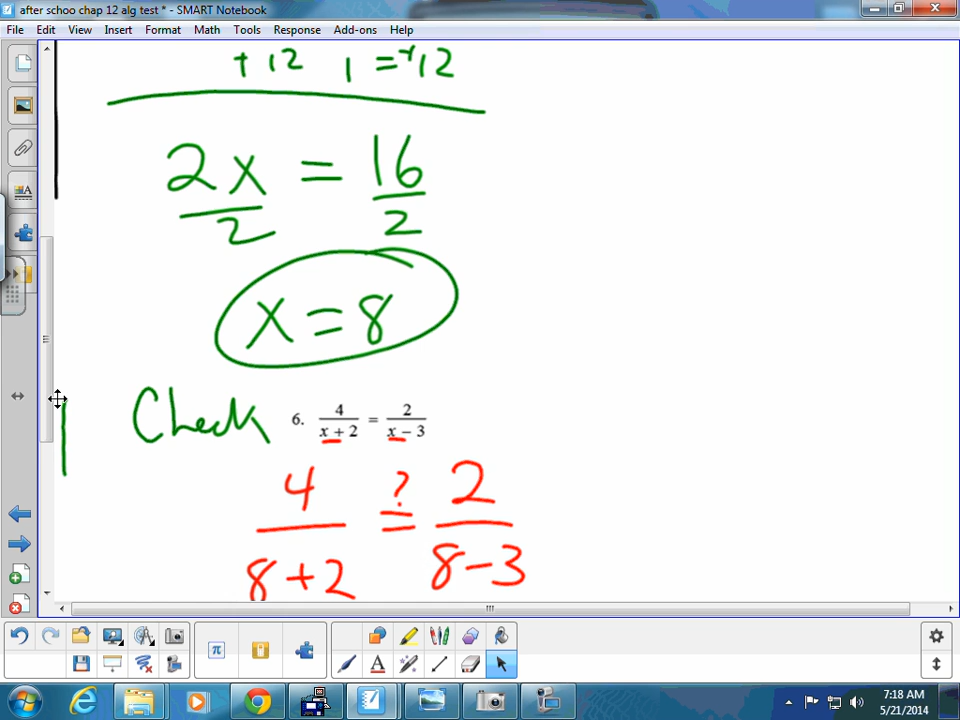 after schoo chap 12 alg test * - SMART Notebook
File Edit View Insert Format Math Tools Response Add-ons Help
+12 | =+12
2x = 16
2 2
x = 8
Check 6. 4 = 2
x + 2 x − 3
4 ? 2
=
8+2 8-3
π
A
7:18 AM
5/21/2014